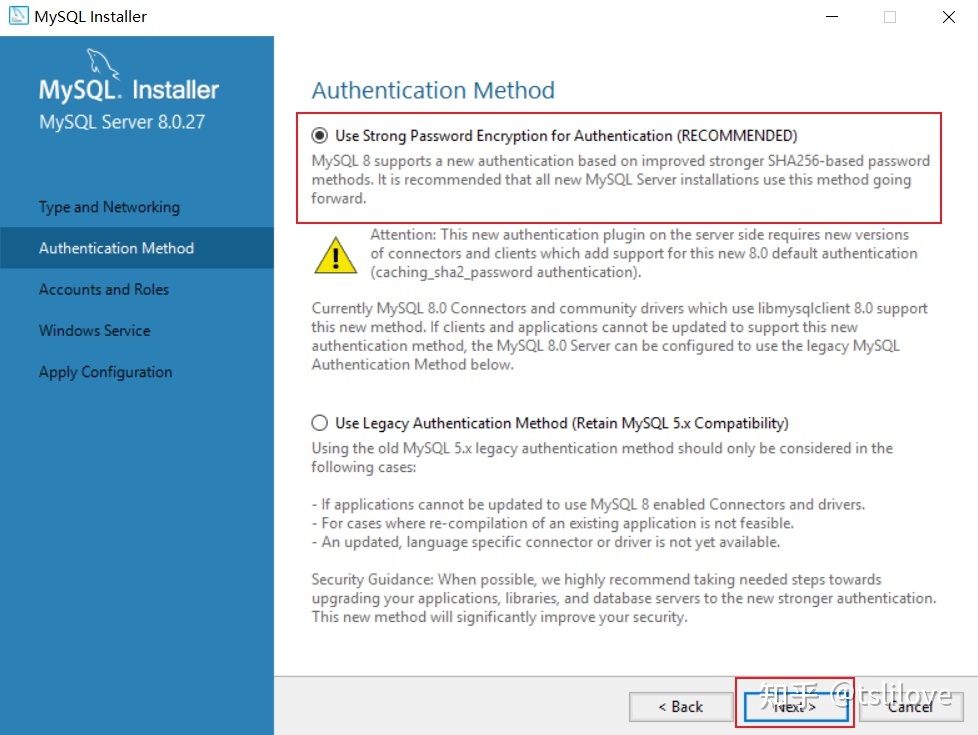 MySQL Installer
MySQL. Installer
MySQL Server 8.0.27
Type and Networking
Authentication Method
Accounts and Roles
Windows Service
Apply Configuration
Authentication Method
Use Strong Password Encryption for Authentication (RECOMMENDED)
MySQL 8 supports a new authentication based on improved stronger SHA256-based password
methods. It is recommended that all new MySQL Server installations use this method going
forward.
Attention: This new authentication plugin on the server side requires new versions
of connectors and clients which add support for this new 8.0 default authentication
(caching_sha2_password authentication).
Currently MySQL 8.0 Connectors and community drivers which use libmysqlclient 8.0 support
this new method. If clients and applications cannot be updated to support this new
authentication method, the MySQL 8.0 Server can be configured to use the legacy MySQL
Authentication Method below.
Use Legacy Authentication Method (Retain MySQL 5.x Compatibility)
Using the old MySQL 5.x legacy authentication method should only be considered in the
following cases:
- If applications cannot be updated to use MySQL 8 enabled Connectors and drivers.
- For cases where re-compilation of an existing application is not feasible.
- An updated, language specific connector or driver is not yet available.
Security Guidance: When possible, we highly recommend taking needed steps towards
upgrading your applications, libraries, and database servers to the new stronger authentication.
This new method will significantly improve your security.
< Back
Next >
Cancel
知乎 @tslilove